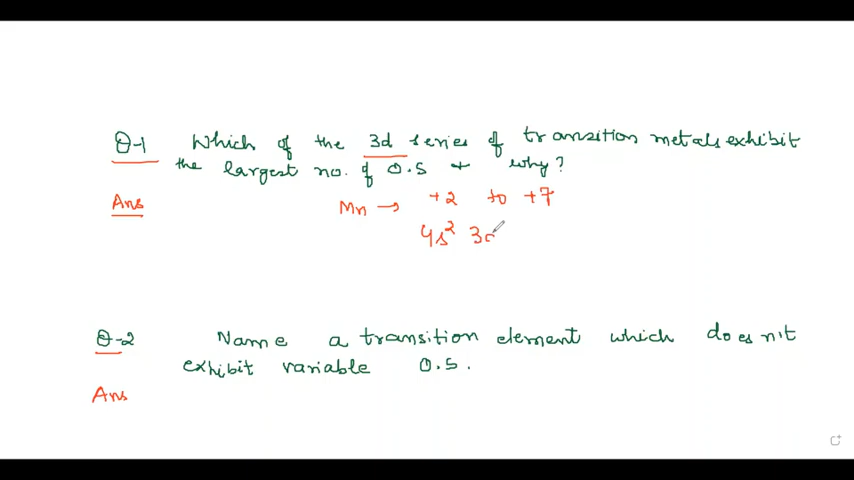 Q-1 Which of the 3d series of transition metals exhibit
the largest no. of O.S + why?
Ans Mn → +2 to +7
4s² 3d
Q-2 Name a transition element which does not
exhibit variable O.S.
Ans